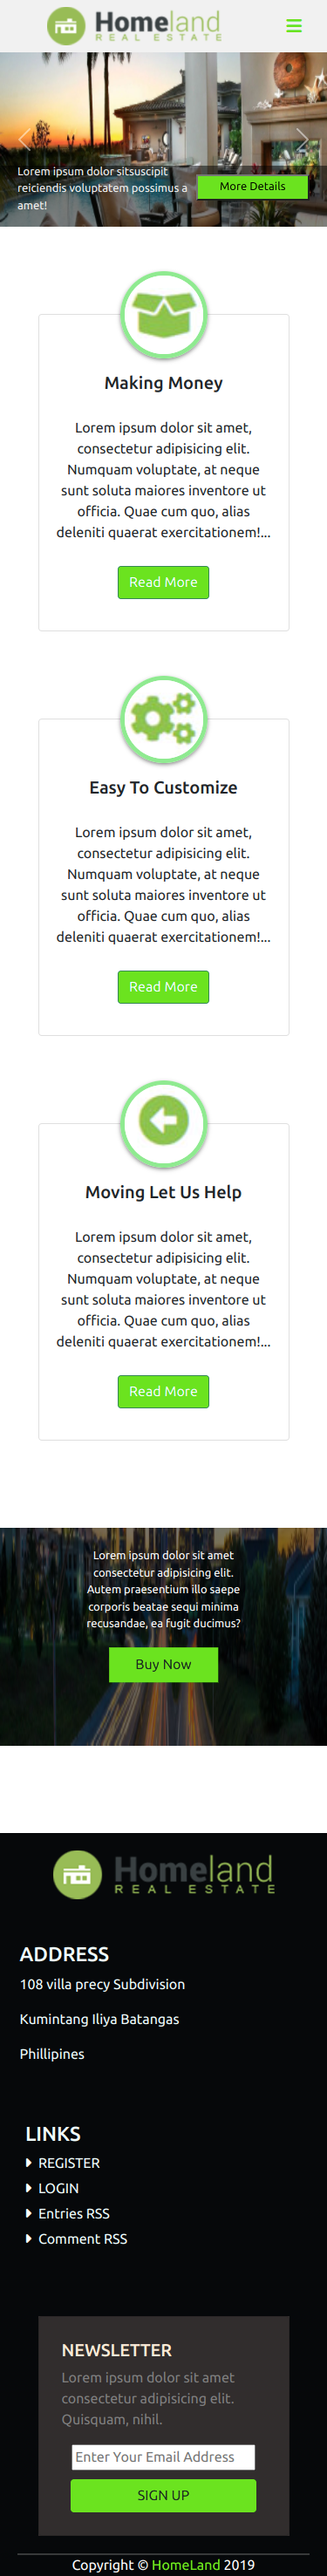 Homeland
REAL ESTATE
Lorem ipsum dolor sitsuscipit
reiciendis voluptatem possimus a
amet!
More Details
Making Money
Lorem ipsum dolor sit amet,
consectetur adipisicing elit.
Numquam voluptate, at neque
sunt soluta maiores inventore ut
officia. Quae cum quo, alias
deleniti quaerat exercitationem!...
Read More
Easy To Customize
Lorem ipsum dolor sit amet,
consectetur adipisicing elit.
Numquam voluptate, at neque
sunt soluta maiores inventore ut
officia. Quae cum quo, alias
deleniti quaerat exercitationem!...
Read More
Moving Let Us Help
Lorem ipsum dolor sit amet,
consectetur adipisicing elit.
Numquam voluptate, at neque
sunt soluta maiores inventore ut
officia. Quae cum quo, alias
deleniti quaerat exercitationem!...
Read More
Lorem ipsum dolor sit amet
consectetur adipisicing elit.
Autem praesentium illo saepe
corporis beatae sequi minima
recusandae, ea fugit ducimus?
Buy Now
Homeland
REAL ESTATE
ADDRESS
108 villa precy Subdivision
Kumintang Iliya Batangas
Phillipines
LINKS
REGISTER
LOGIN
Entries RSS
Comment RSS
NEWSLETTER
Lorem ipsum dolor sit amet
consectetur adipisicing elit.
Quisquam, nihil.
Enter Your Email Address
SIGN UP
Copyright © HomeLand 2019